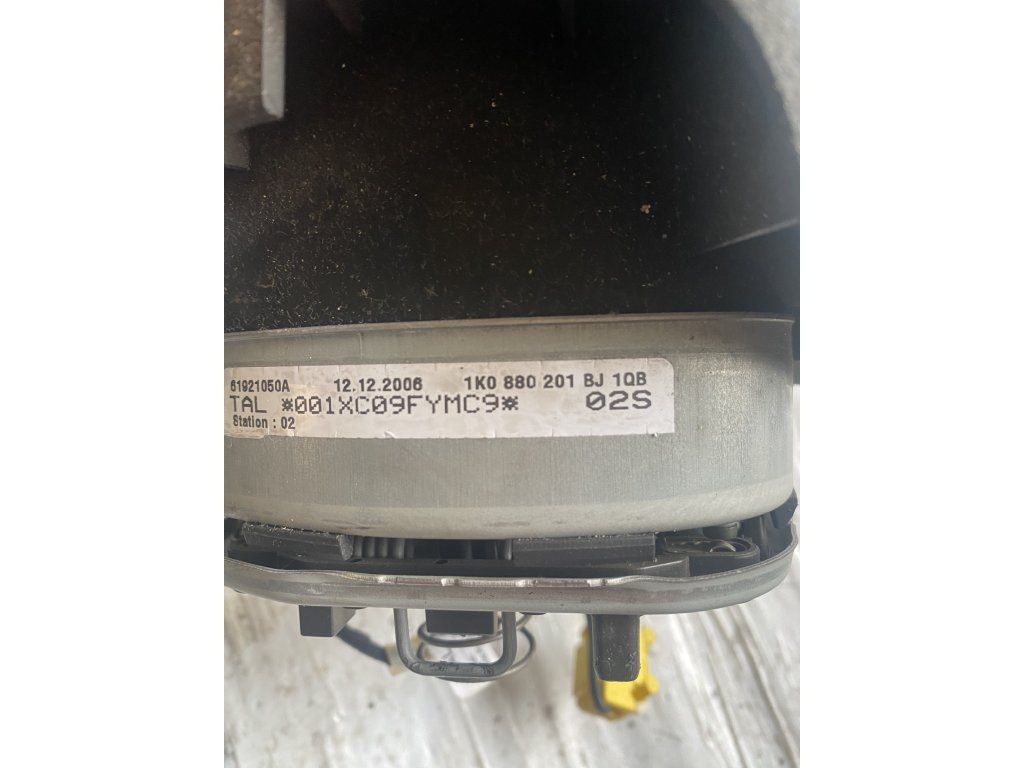 61921050A 12.12.2006 1K0 880 201 BJ 1QB
TAL *001XC09FYMC9* 02S
Station : 02